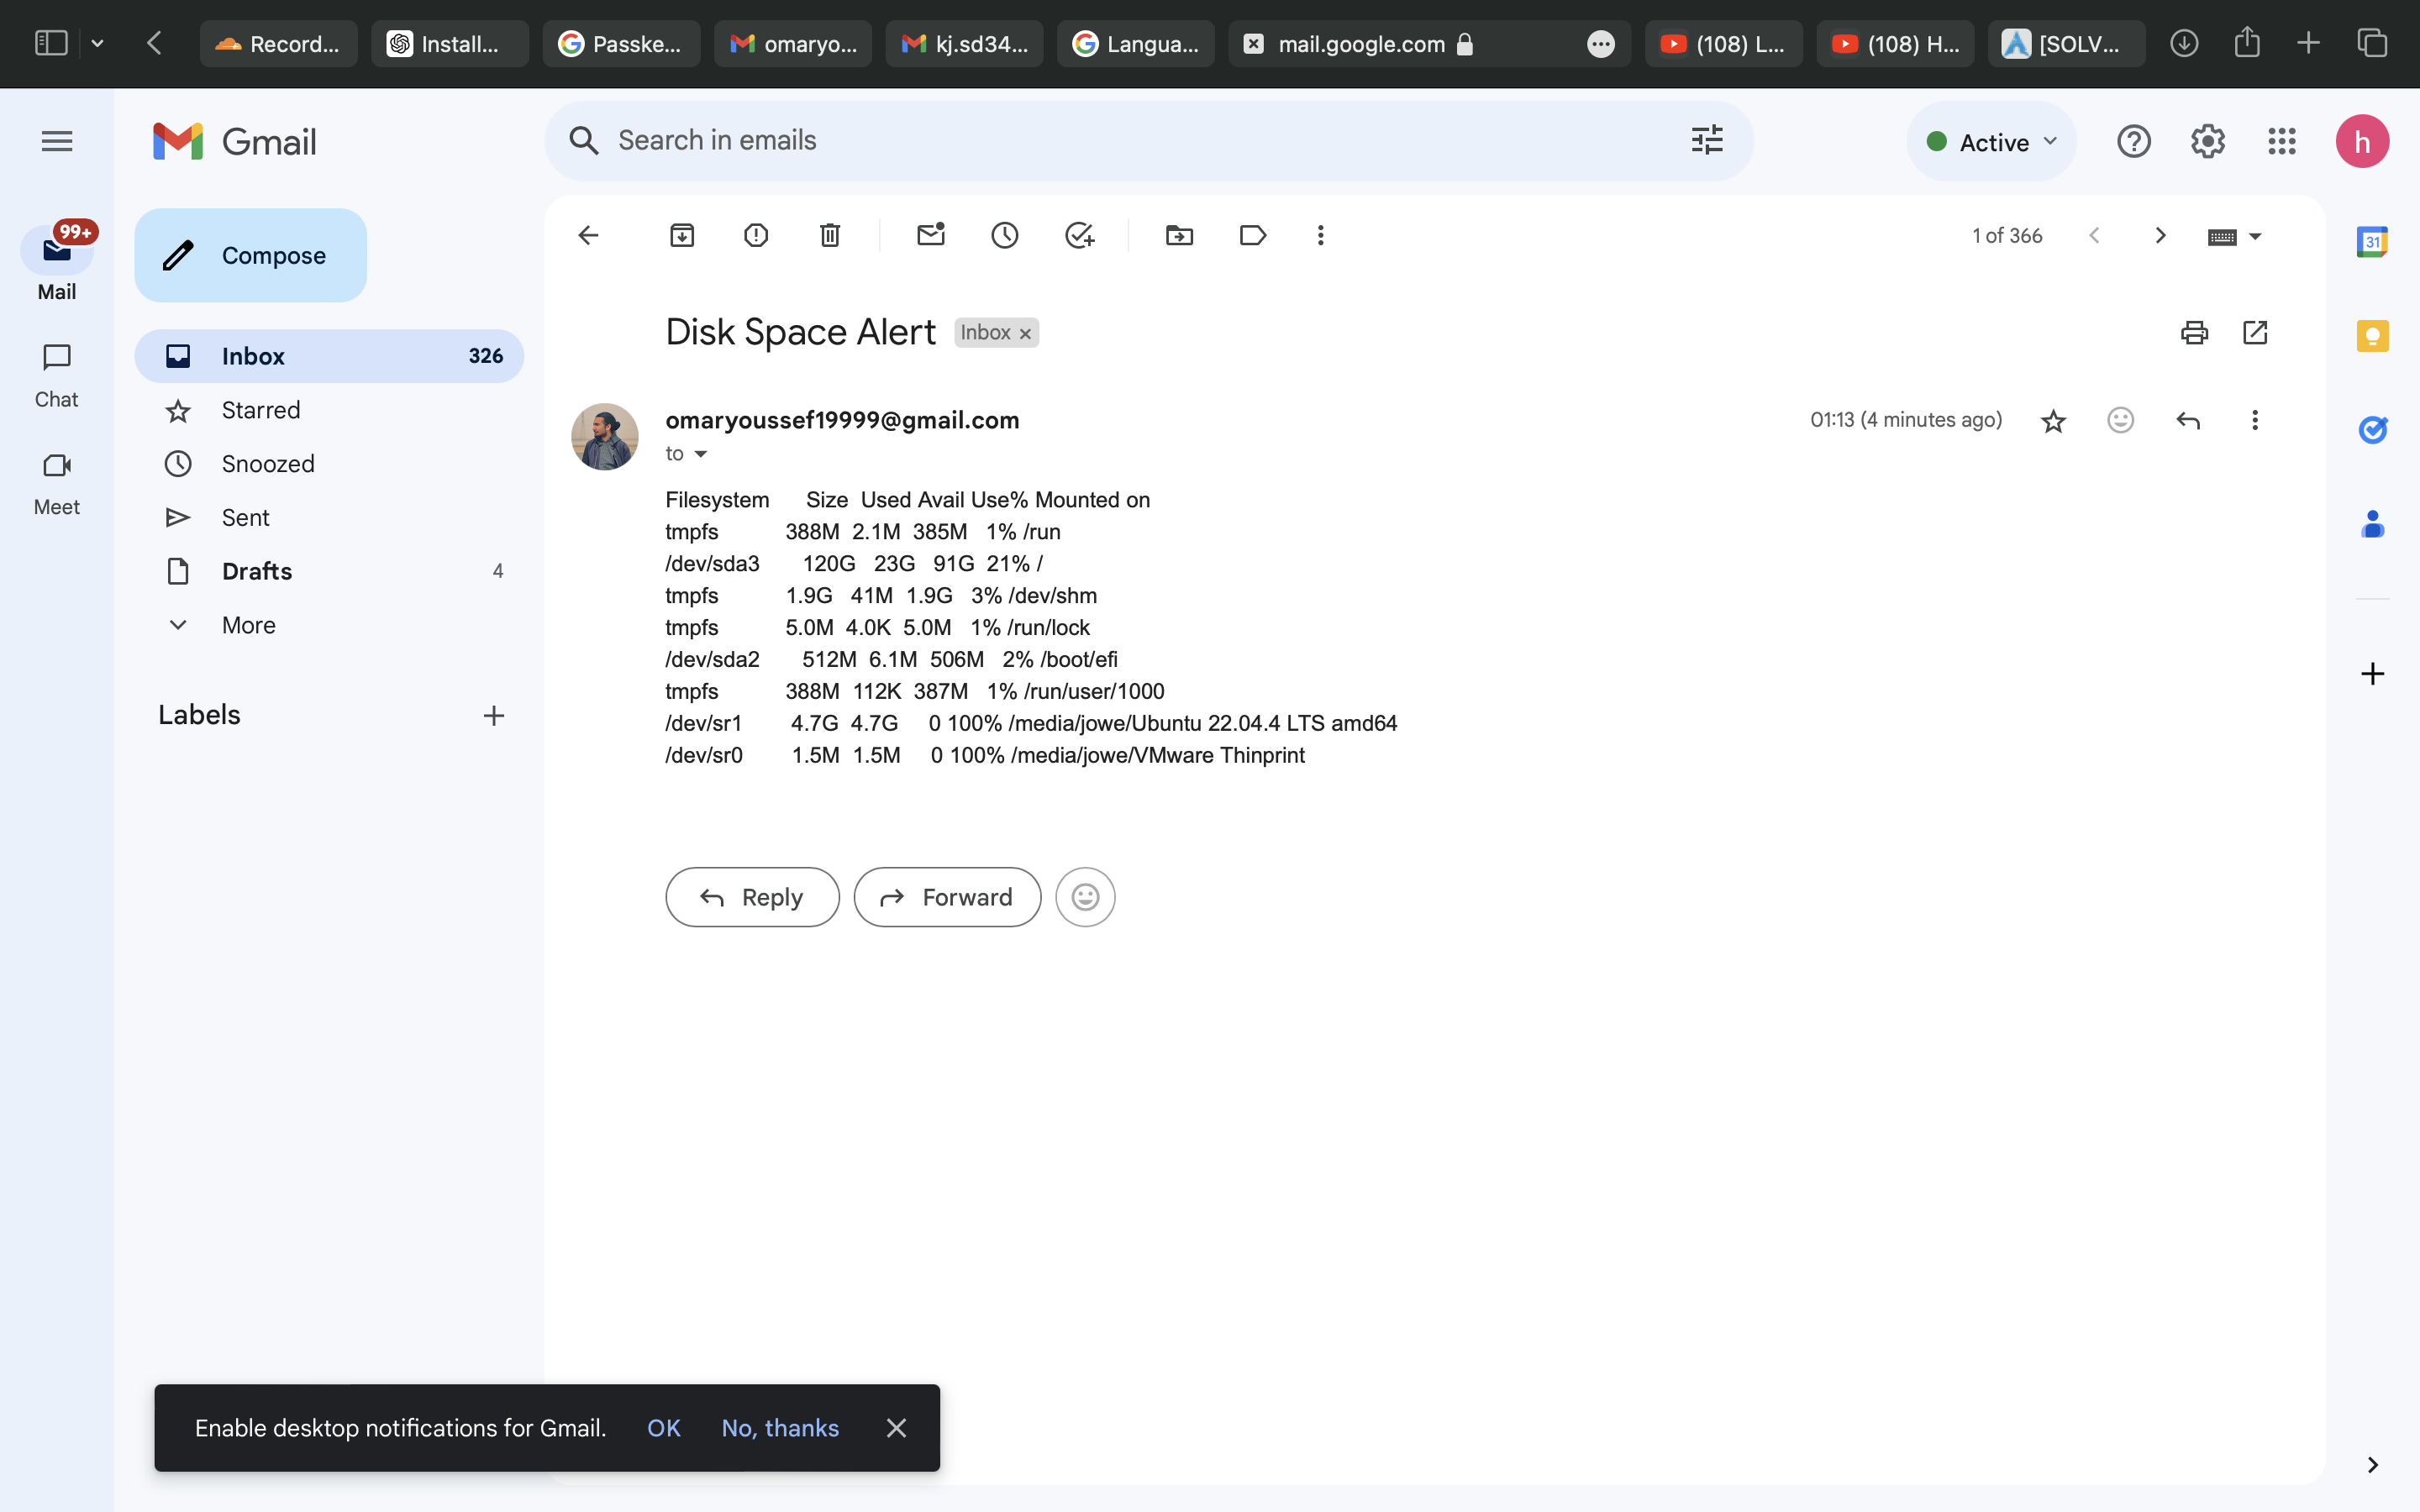 Record...
Install...
Passke...
omaryo...
kj.sd34...
Langua...
mail.google.com
(108) L...
(108) H...
[SOLV...
Gmail
Search in emails
Active
h
99+
Mail
Chat
Meet
Compose
Inbox 326
Starred
Snoozed
Sent
Drafts 4
More
Labels
1 of 366
31
Disk Space Alert Inbox
omaryoussef19999@gmail.com 01:13 (4 minutes ago)
to
Filesystem Size Used Avail Use% Mounted on
tmpfs 388M 2.1M 385M 1% /run
/dev/sda3 120G 23G 91G 21% /
tmpfs 1.9G 41M 1.9G 3% /dev/shm
tmpfs 5.0M 4.0K 5.0M 1% /run/lock
/dev/sda2 512M 6.1M 506M 2% /boot/efi
tmpfs 388M 112K 387M 1% /run/user/1000
/dev/sr1 4.7G 4.7G 0 100% /media/jowe/Ubuntu 22.04.4 LTS amd64
/dev/sr0 1.5M 1.5M 0 100% /media/jowe/VMware Thinprint
Reply Forward
Enable desktop notifications for Gmail. OK No, thanks